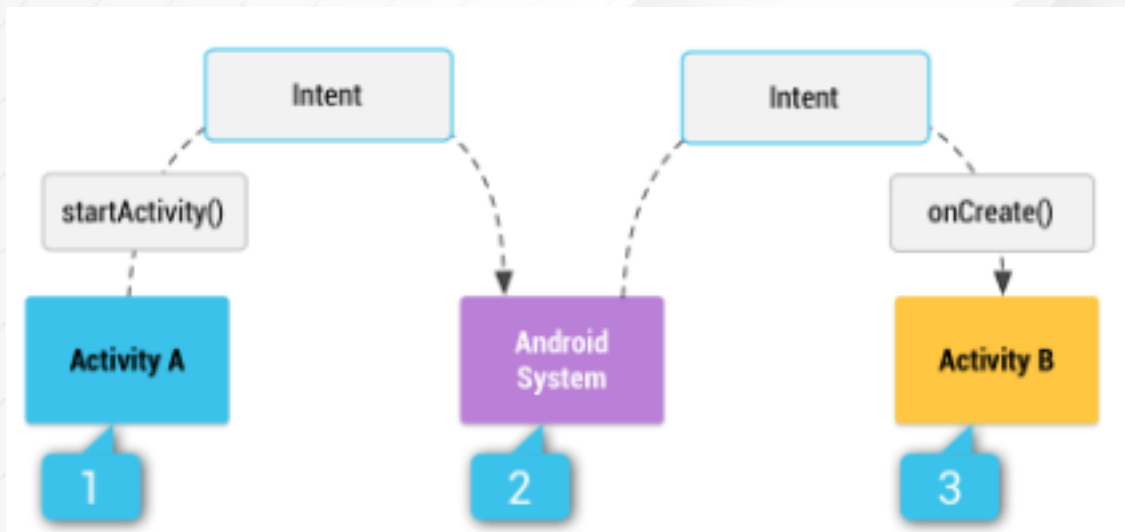 Intent
Intent
startActivity()
onCreate()
Activity A
Android
System
Activity B
1
2
3